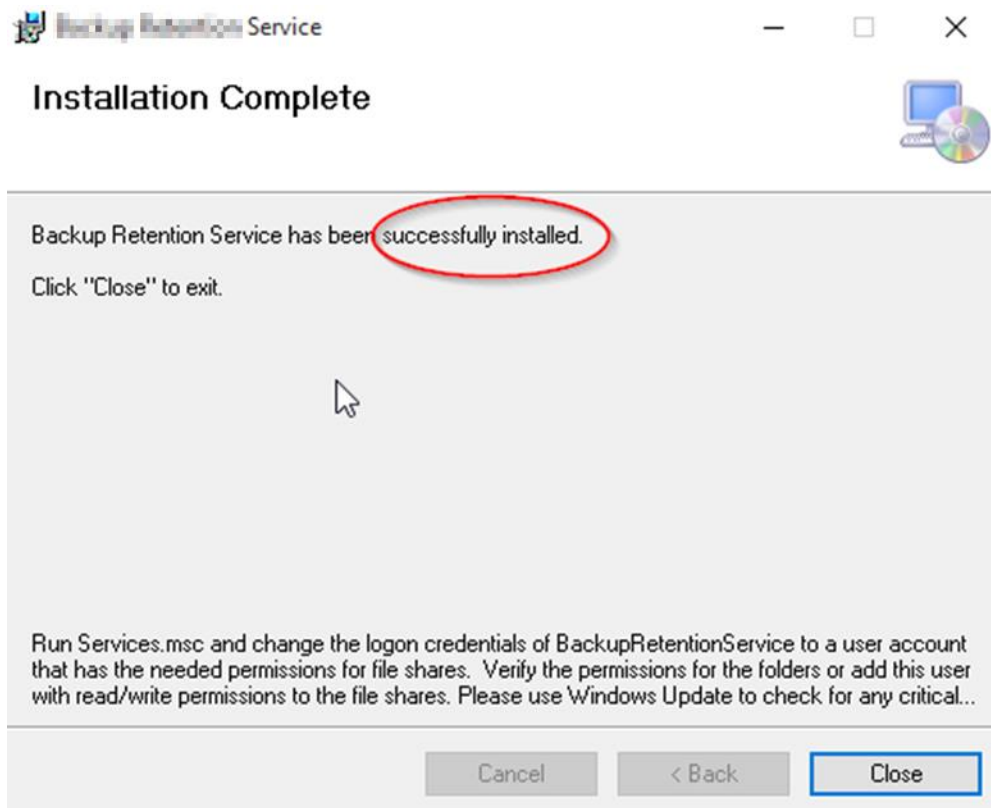 Service
Installation Complete
Backup Retention Service has been successfully installed.
Click "Close" to exit.
Run Services.msc and change the logon credentials of BackupRetentionService to a user account
that has the needed permissions for file shares. Verify the permissions for the folders or add this user
with read/write permissions to the file shares. Please use Windows Update to check for any critical...
Cancel
< Back
Close